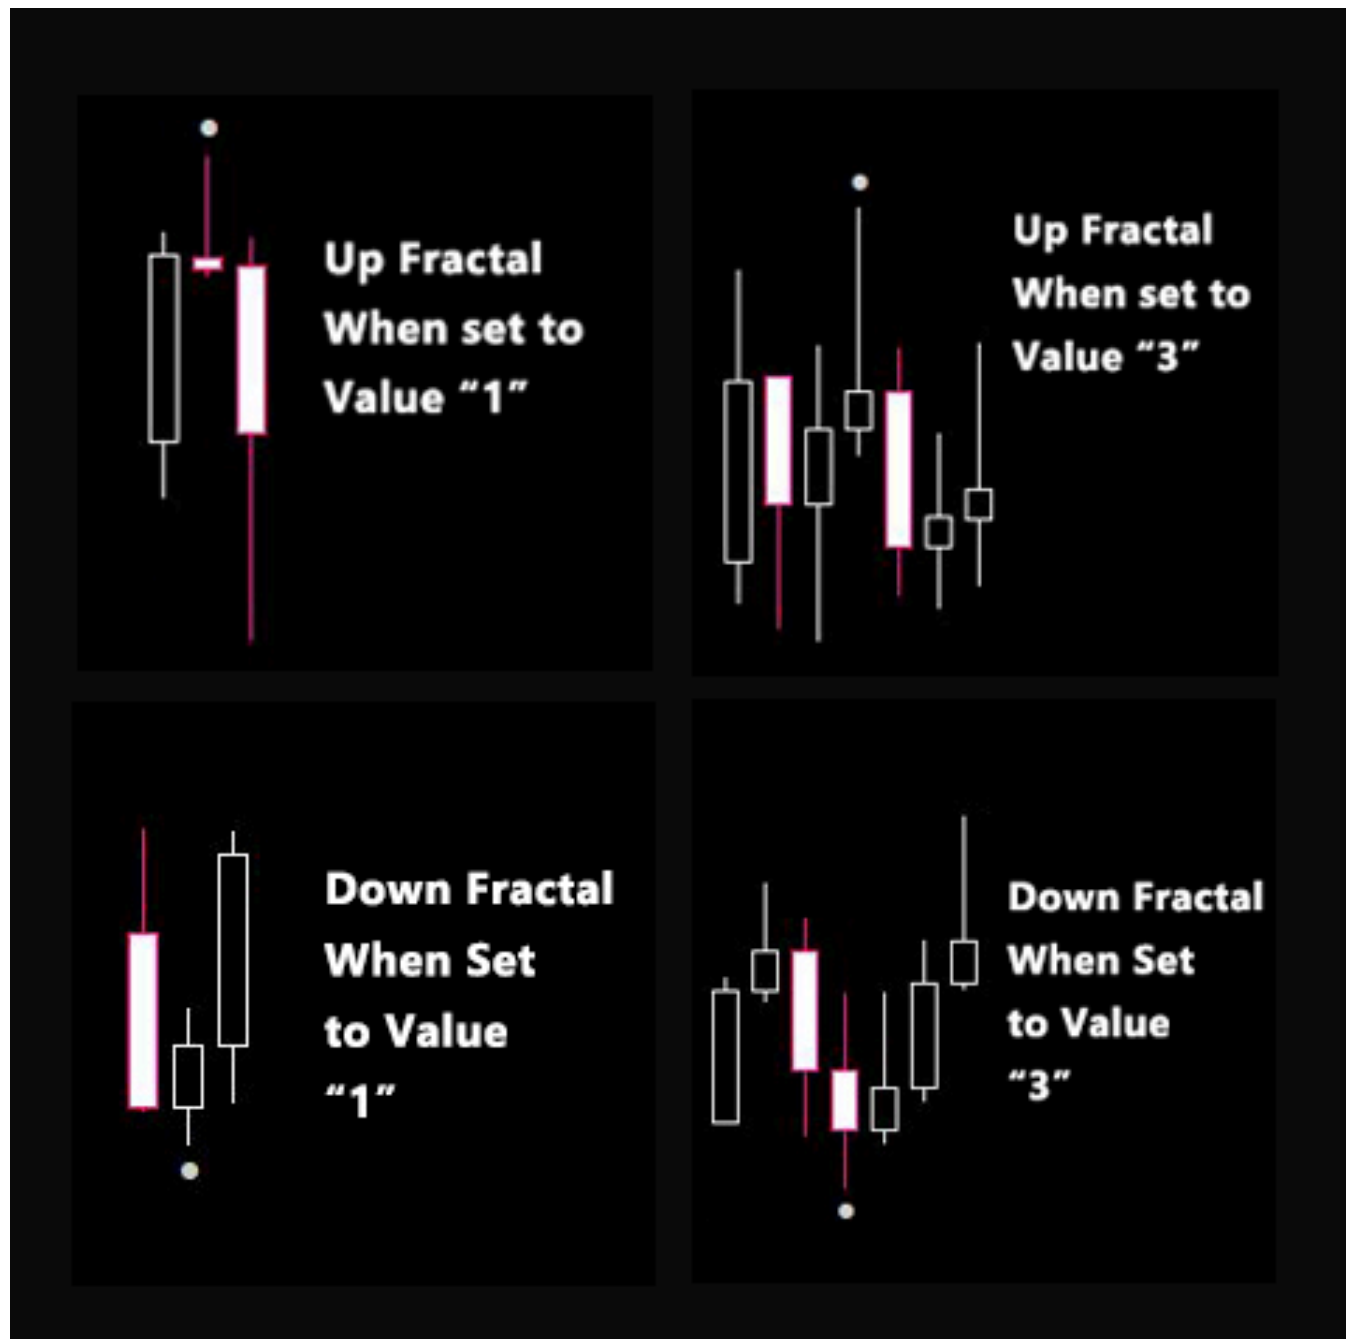 Up Fractal
When set to
Value “1”
Up Fractal
When set to
Value “3”
Down Fractal
When Set
to Value
“1”
Down Fractal
When Set
to Value
“3”